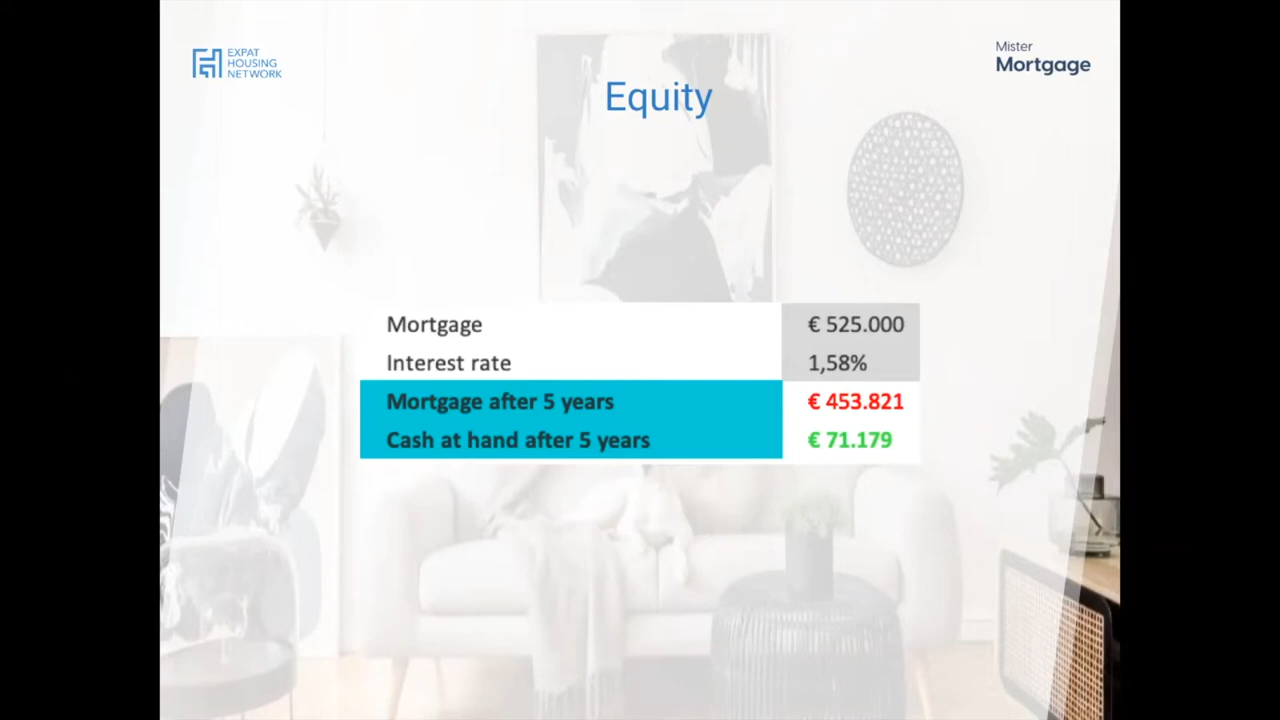 EXPAT
HOUSING
NETWORK
Mister
Mortgage
Equity
Mortgage € 525.000
Interest rate 1,58%
Mortgage after 5 years € 453.821
Cash at hand after 5 years € 71.179